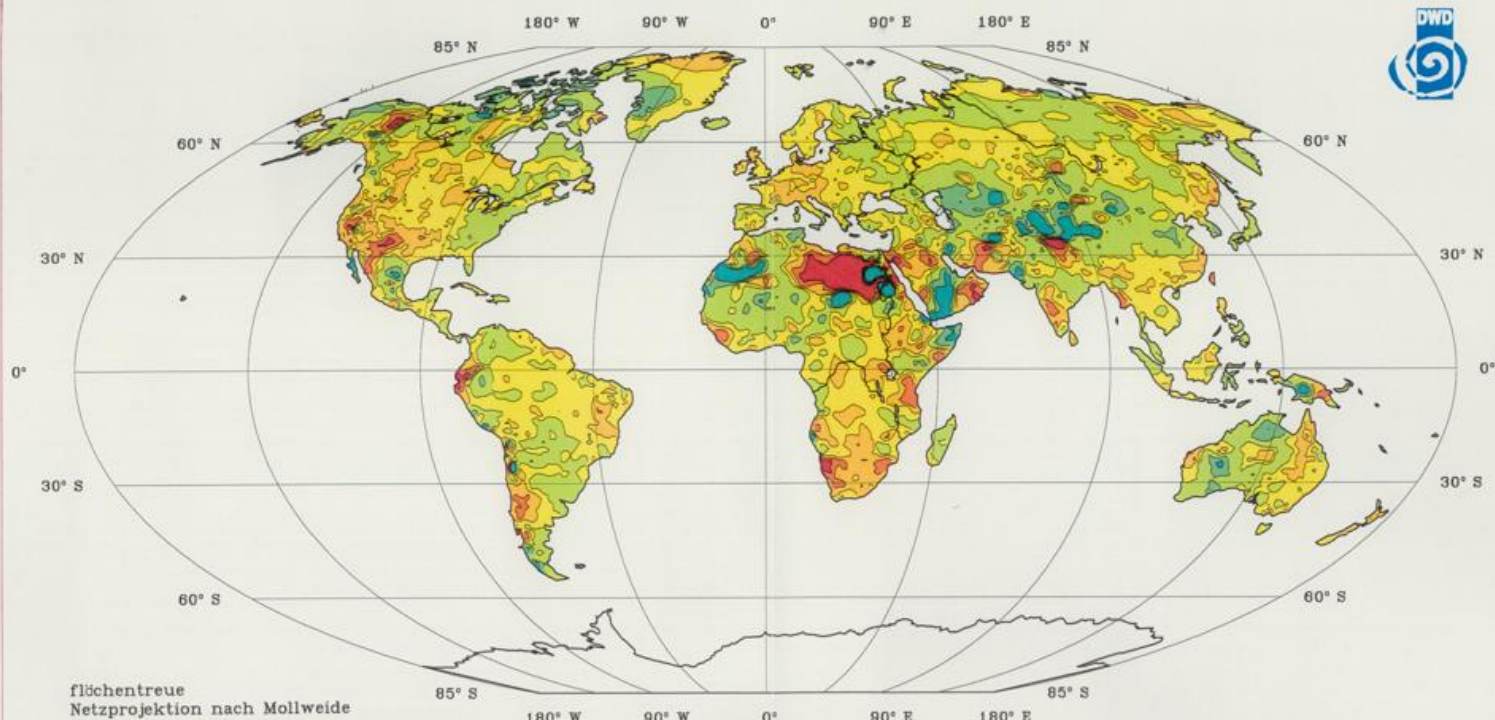 180° W 90° W 0° 90° E 180° E
DWD
85° N 85° N
60° N 60° N
30° N 30° N
0° 0°
30° S 30° S
60° S 60° S
85° S 85° S
flächentreue
Netzprojektion nach Mollweide
180° W 90° W 0° 90° E 180° E